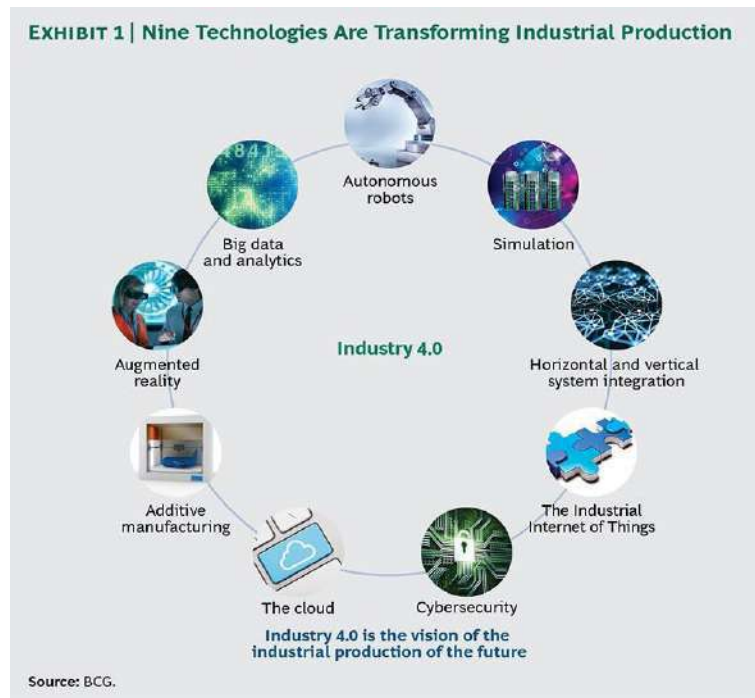 EXHIBIT 1 | Nine Technologies Are Transforming Industrial Production
Autonomous
robots
Simulation
Horizontal and vertical
system integration
The Industrial
Internet of Things
Cybersecurity
The cloud
Additive
manufacturing
Augmented
reality
Big data
and analytics
Industry 4.0
Industry 4.0 is the vision of the
industrial production of the future
Source: BCG.